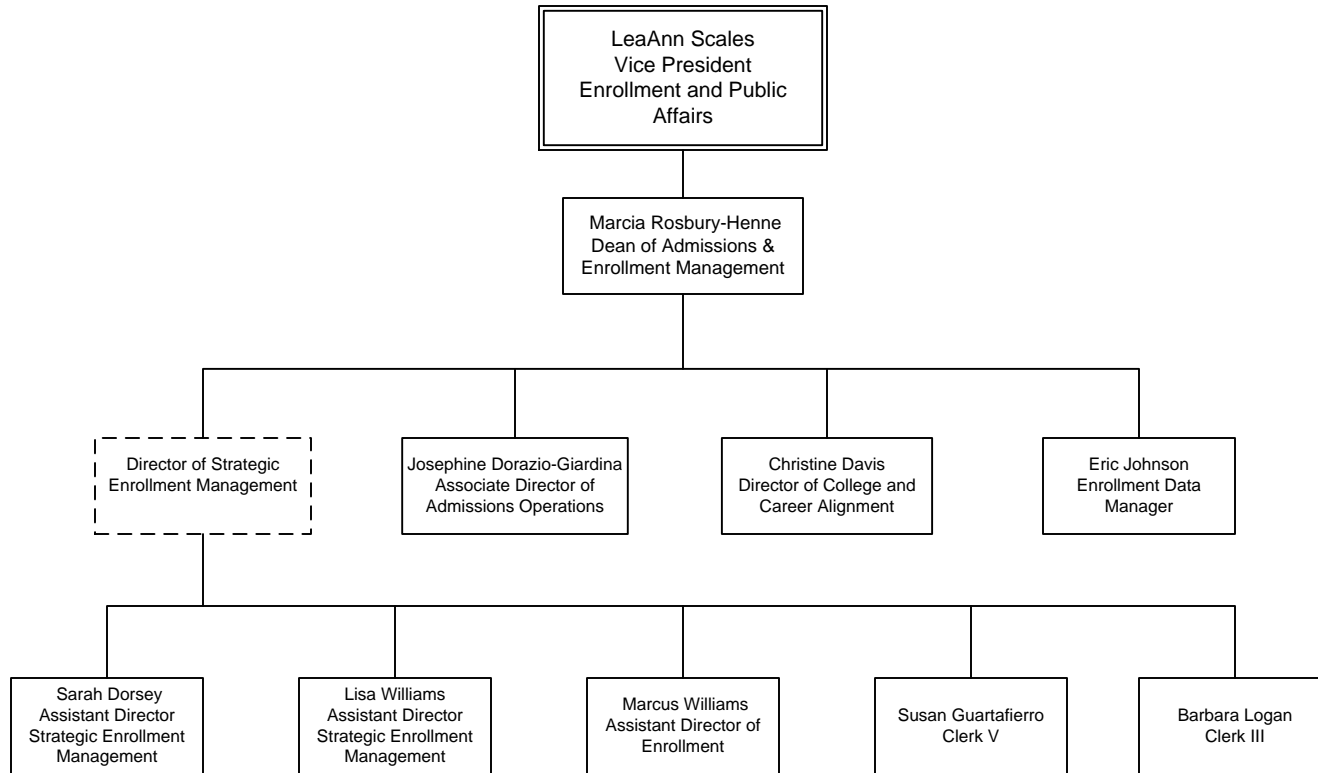 LeaAnn Scales
Vice President
Enrollment and Public
Affairs
Marcia Rosbury-Henne
Dean of Admissions &
Enrollment Management
Director of Strategic
Enrollment Management
Josephine Dorazio-Giardina
Associate Director of
Admissions Operations
Christine Davis
Director of College and
Career Alignment
Eric Johnson
Enrollment Data
Manager
Sarah Dorsey
Assistant Director
Strategic Enrollment
Management
Lisa Williams
Assistant Director
Strategic Enrollment
Management
Marcus Williams
Assistant Director of
Enrollment
Susan Guartafierro
Clerk V
Barbara Logan
Clerk III